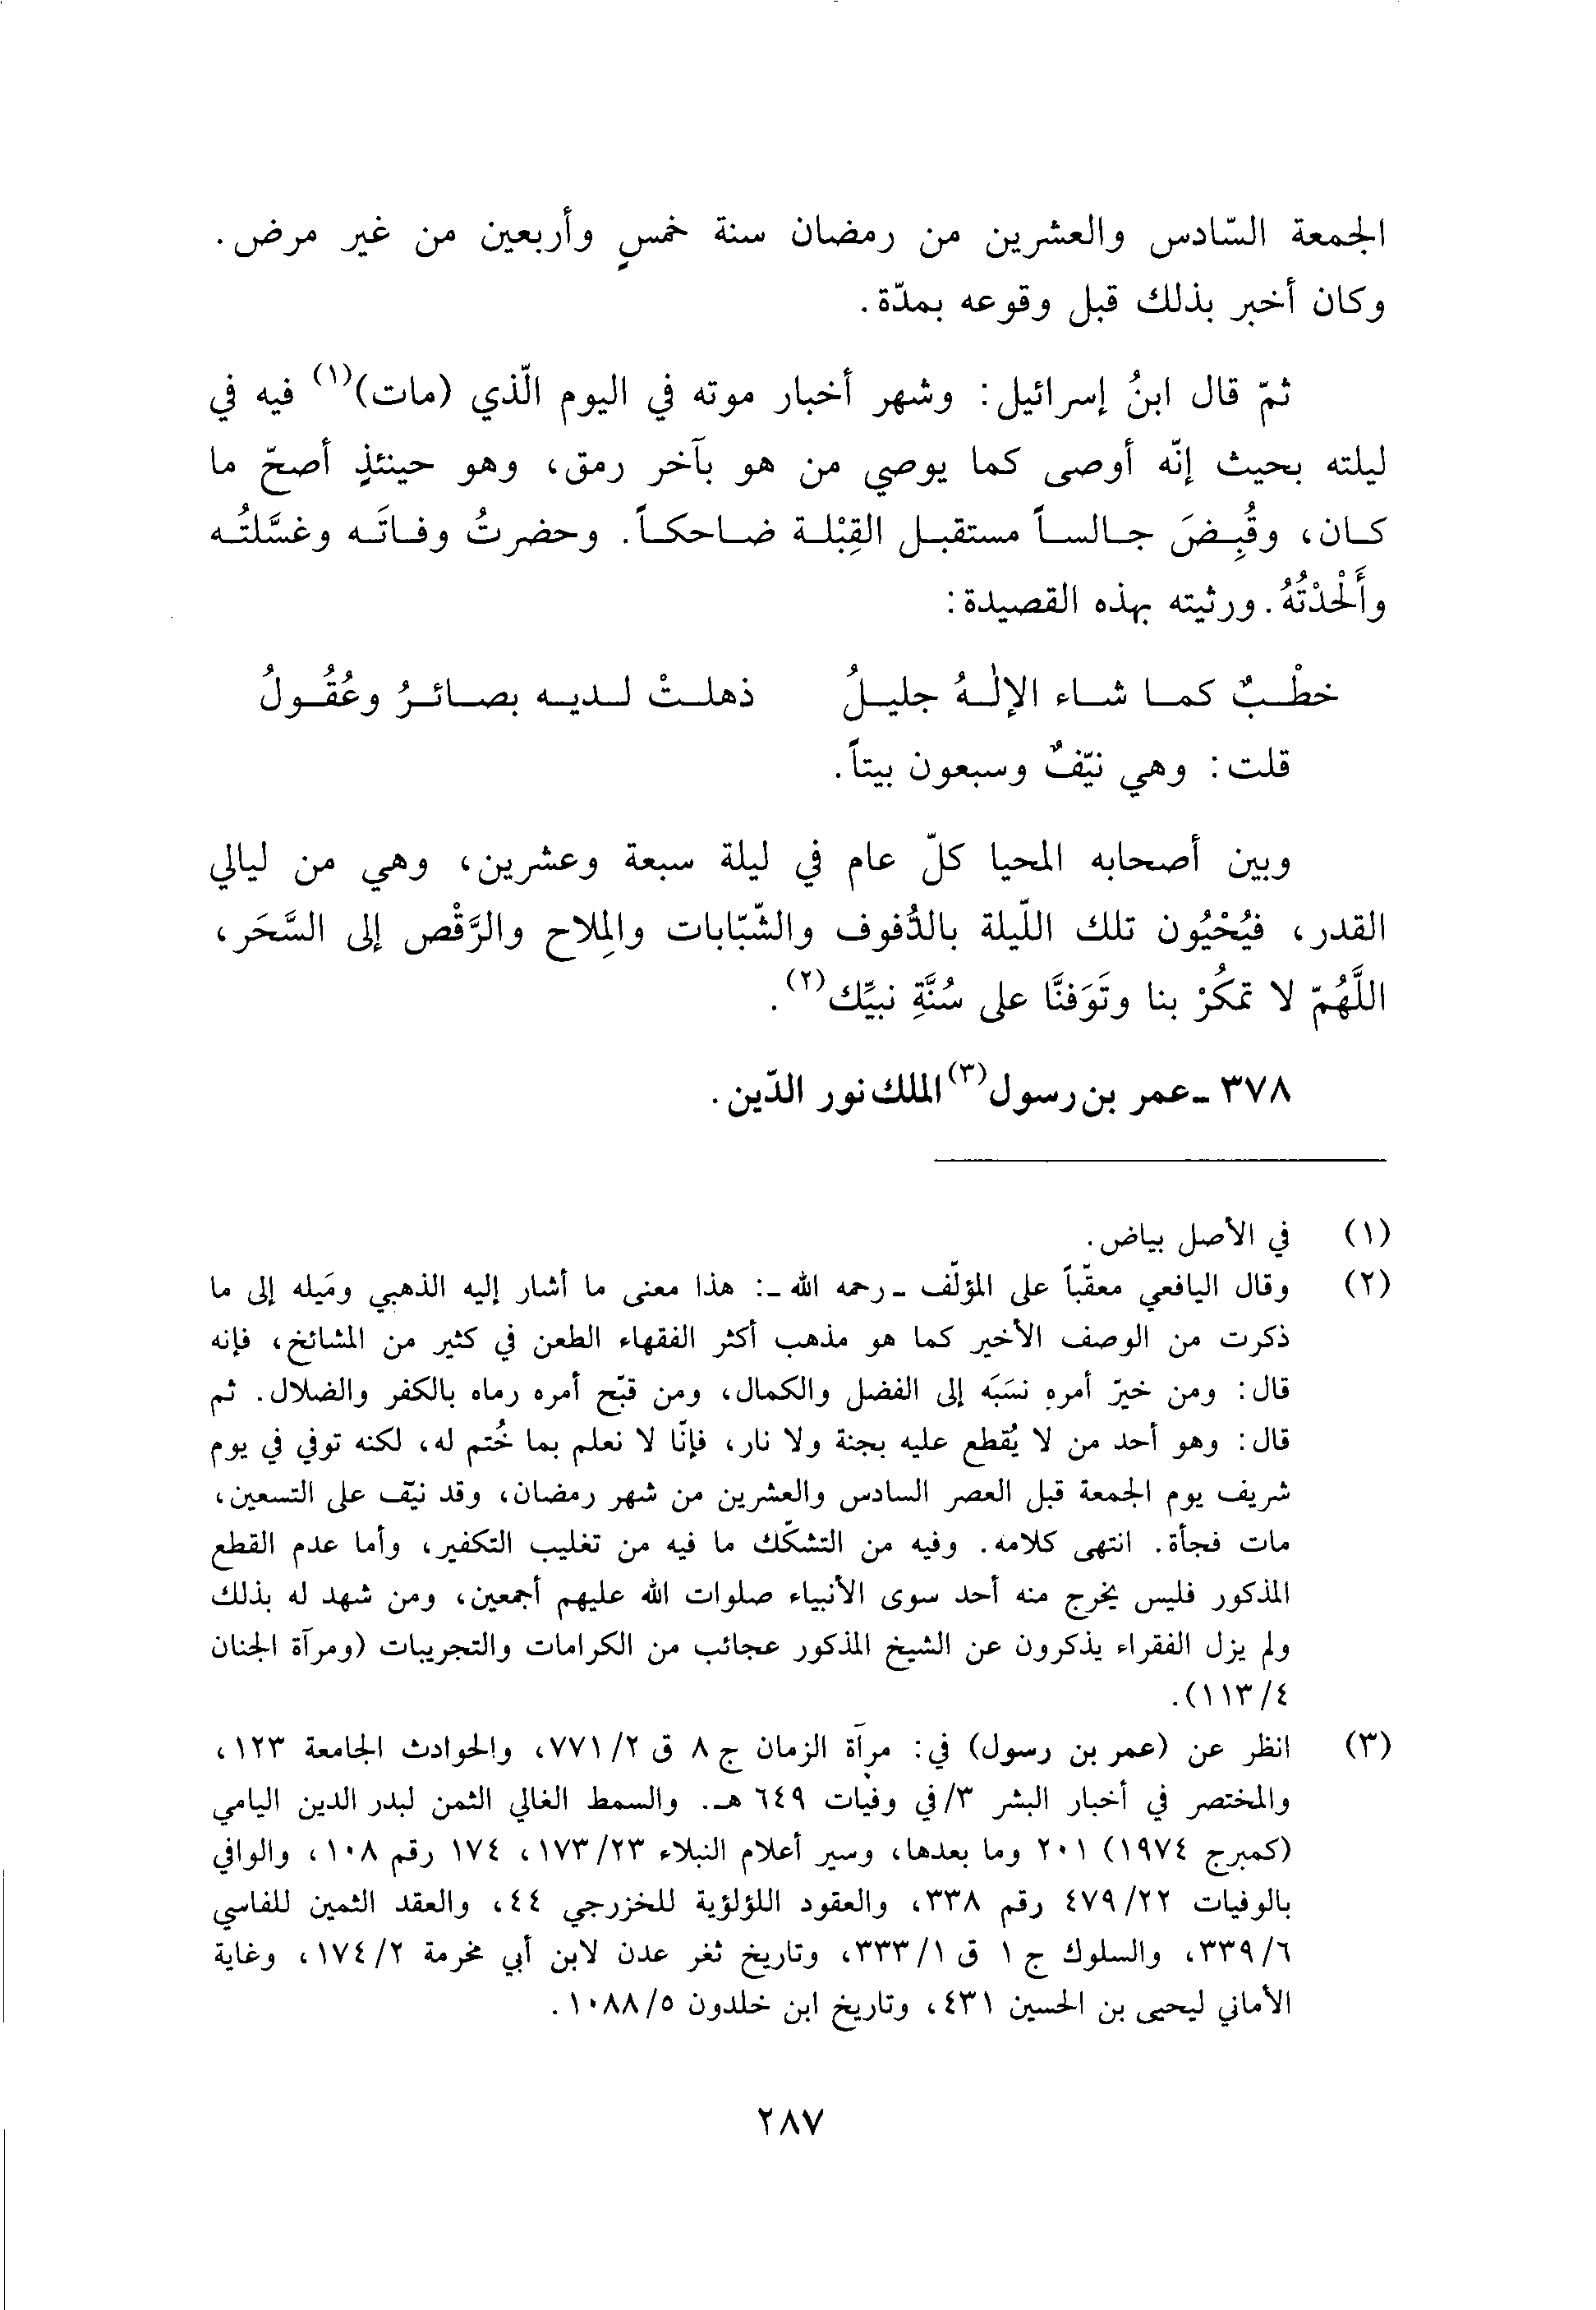 الجمعة السّادس والعشرين من رمضان سنة خمسٍ وأربعين من غير مرض.
وكان أخبر بذلك قبل وقوعه بمدّة.
ثمّ قال ابنُ إسرائيل: وشهر أخبار موته في اليوم الّذي (مات)(١) فيه في
ليلته بحيث إنّه أوصى كما يوصي من هو بآخر رمق، وهو حينئذٍ أصحّ ما
كان، وقُبِضَ جالساً مستقبل القِبْلة ضاحكاً. وحضرتُ وفاتَه وغسَّلتُه
وأَلْحَدْتُهُ. ورثيته بهذه القصيدة:
خطْبٌ كما شاء الإلٰهُ جليلُ ذهلتْ لديه بصائرُ وعُقُولُ
قلت: وهي نيّفٌ وسبعون بيتاً.
وبين أصحابه المحيا كلّ عام في ليلة سبعة وعشرين، وهي من ليالي
القدر، فيُحْيُون تلك اللّيلة بالدُّفوف والشّبّابات والمِلاح والرَّقْص إلى السَّحَر،
اللَّهُمّ لا تمكُرْ بنا وتَوَفنَّا على سُنَّةِ نبيِّك(٢).
٣٧٨ - عمر بن رسول(٣) الملك نور الدّين.
(١) في الأصل بياض.
(٢) وقال اليافعي معقّباً على المؤلّف - رحمه الله -: هذا معنى ما أشار إليه الذهبي ومَيله إلى ما
ذكرت من الوصف الأخير كما هو مذهب أكثر الفقهاء الطعن في كثير من المشائخ، فإنه
قال: ومن خيرّ أمره نسَبَه إلى الفضل والكمال، ومن قبّح أمره رماه بالكفر والضلال. ثم
قال: وهو أحد من لا يُقطع عليه بجنة ولا نار، فإنّا لا نعلم بما خُتم له، لكنه توفي في يوم
شريف يوم الجمعة قبل العصر السادس والعشرين من شهر رمضان، وقد نيّف على التسعين،
مات فجأة. انتهى كلامه. وفيه من التشكّك ما فيه من تغليب التكفير، وأما عدم القطع
المذكور فليس يخرج منه أحد سوى الأنبياء صلوات الله عليهم أجمعين، ومن شهد له بذلك
ولم يزل الفقراء يذكرون عن الشيخ المذكور عجائب من الكرامات والتجريبات (ومرآة الجنان
٤/ ١١٣).
(٣) انظر عن (عمر بن رسول) في: مرآة الزمان ج ٨ ق ٢/ ٧٧١، والحوادث الجامعة ١٢٣،
والمختصر في أخبار البشر ٣/ في وفيات ٦٤٩ هـ. والسمط الغالي الثمن لبدر الدين اليامي
(كمبرج ١٩٧٤) ٢٠١ وما بعدها، وسير أعلام النبلاء ٢٣/ ١٧٣، ١٧٤ رقم ١٠٨، والوافي
بالوفيات ٢٢/ ٤٧٩ رقم ٣٣٨، والعقود اللؤلؤية للخزرجي ٤٤، والعقد الثمين للفاسي
٦/ ٣٣٩، والسلوك ج ١ ق ١/ ٣٣٣، وتاريخ ثغر عدن لابن أبي مخرمة ٢/ ١٧٤، وغاية
الأماني ليحيى بن الحسين ٤٣١، وتاريخ ابن خلدون ٥/ ١٠٨٨.
٢٨٧